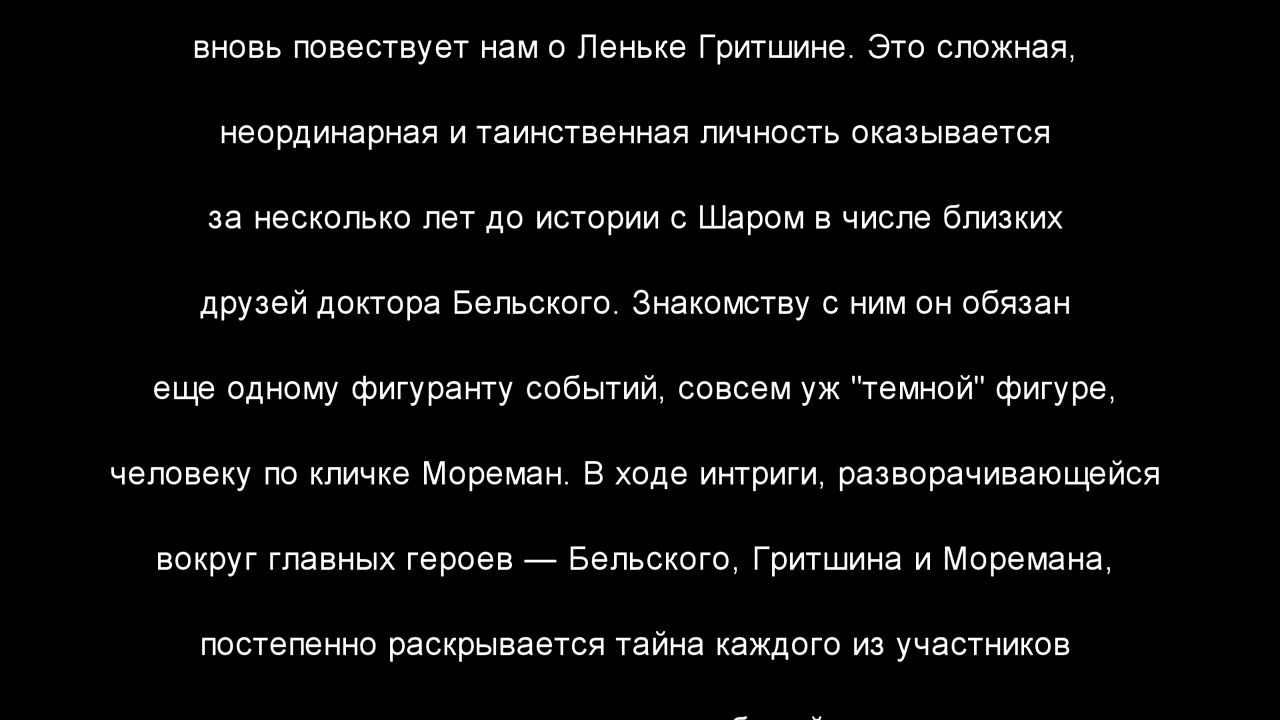 вновь повествует нам о Леньке Гритшине. Это сложная,
неординарная и таинственная личность оказывается
за несколько лет до истории с Шаром в числе близких
друзей доктора Бельского. Знакомству с ним он обязан
еще одному фигуранту событий, совсем уж "темной" фигуре,
человеку по кличке Мореман. В ходе интриги, разворачивающейся
вокруг главных героев — Бельского, Гритшина и Моремана,
постепенно раскрывается тайна каждого из участников